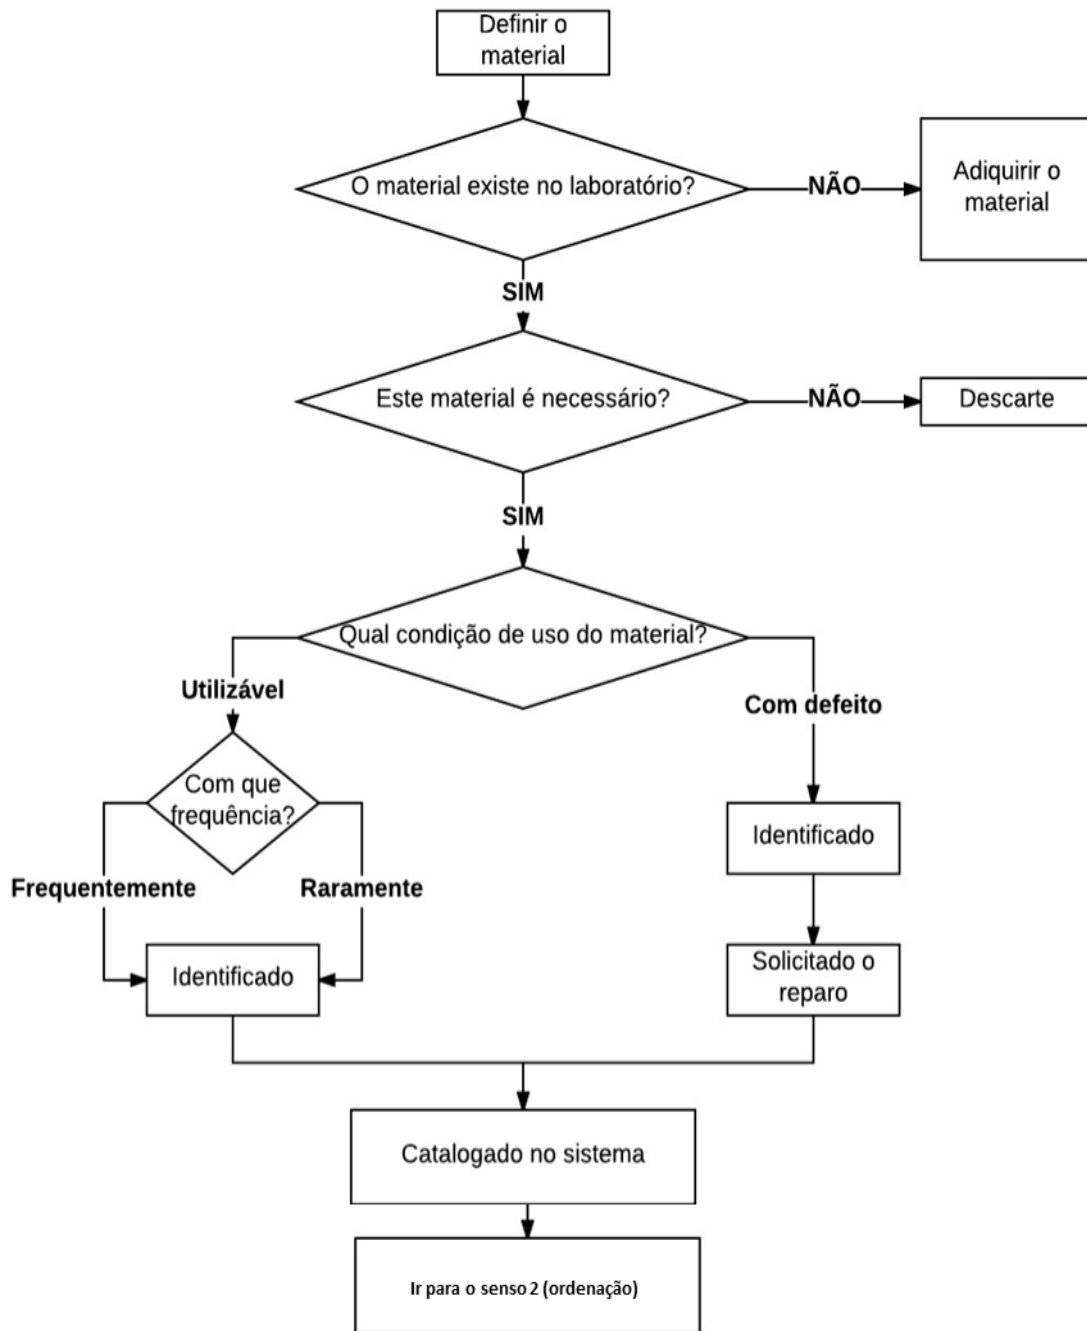 Definir o
material
O material existe no laboratório?
NÃO
Adiquirir o
material
SIM
Este material é necessário?
NÃO
Descarte
SIM
Qual condição de uso do material?
Utilizável
Com defeito
Com que
frequência?
Identificado
Frequentemente
Raramente
Identificado
Solicitado o
reparo
Catalogado no sistema
Ir para o senso 2 (ordenação)